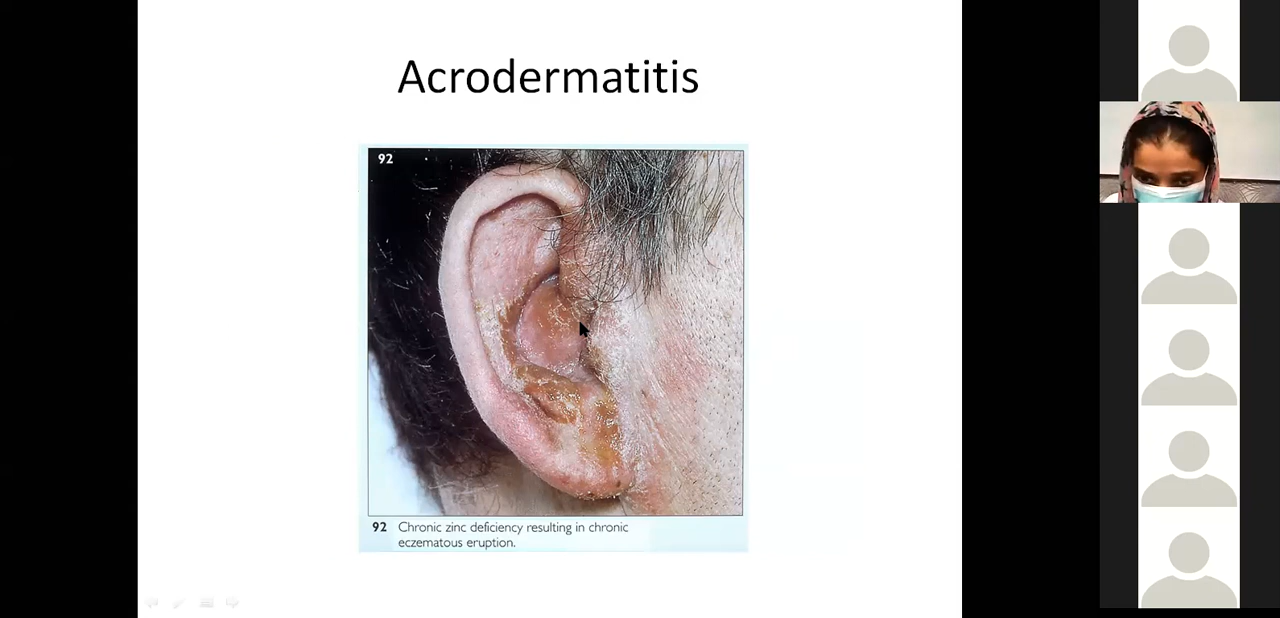 Acrodermatitis
92
92 Chronic zinc deficiency resulting in chronic
eczematous eruption.